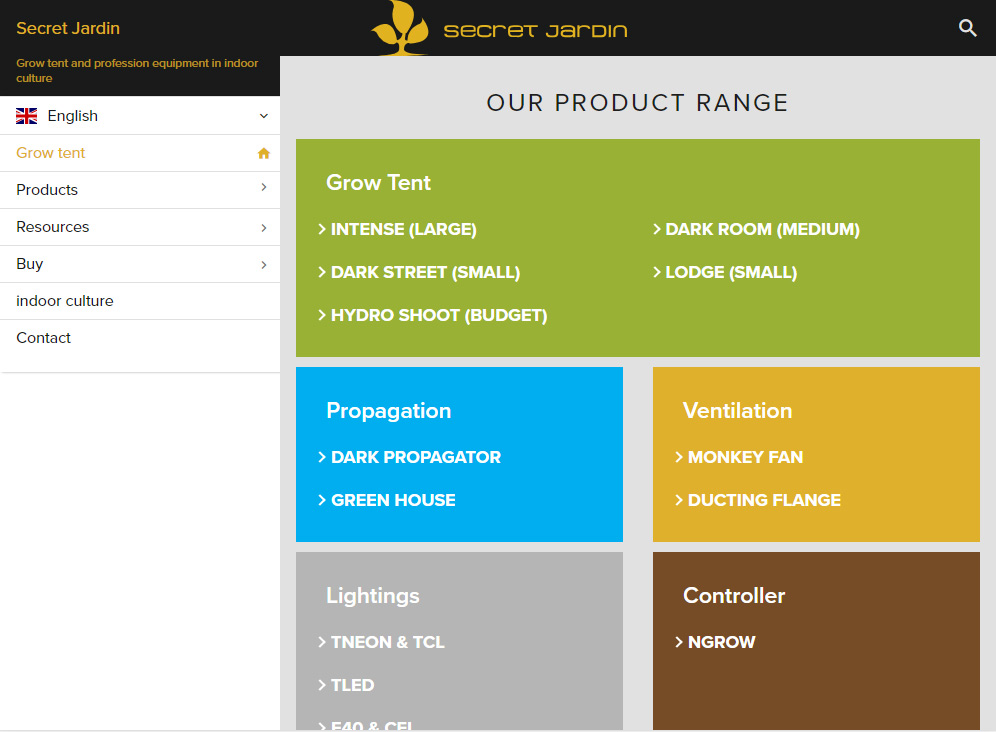 Secret Jardin
Grow tent and profession equipment in indoor
culture
English
Grow tent
Products
Resources
Buy
indoor culture
Contact
secret jardin
OUR PRODUCT RANGE
Grow Tent
INTENSE (LARGE)
DARK ROOM (MEDIUM)
DARK STREET (SMALL)
LODGE (SMALL)
HYDRO SHOOT (BUDGET)
Propagation
DARK PROPAGATOR
GREEN HOUSE
Ventilation
MONKEY FAN
DUCTING FLANGE
Lightings
TNEON & TCL
TLED
E40 & CFL
Controller
NGROW